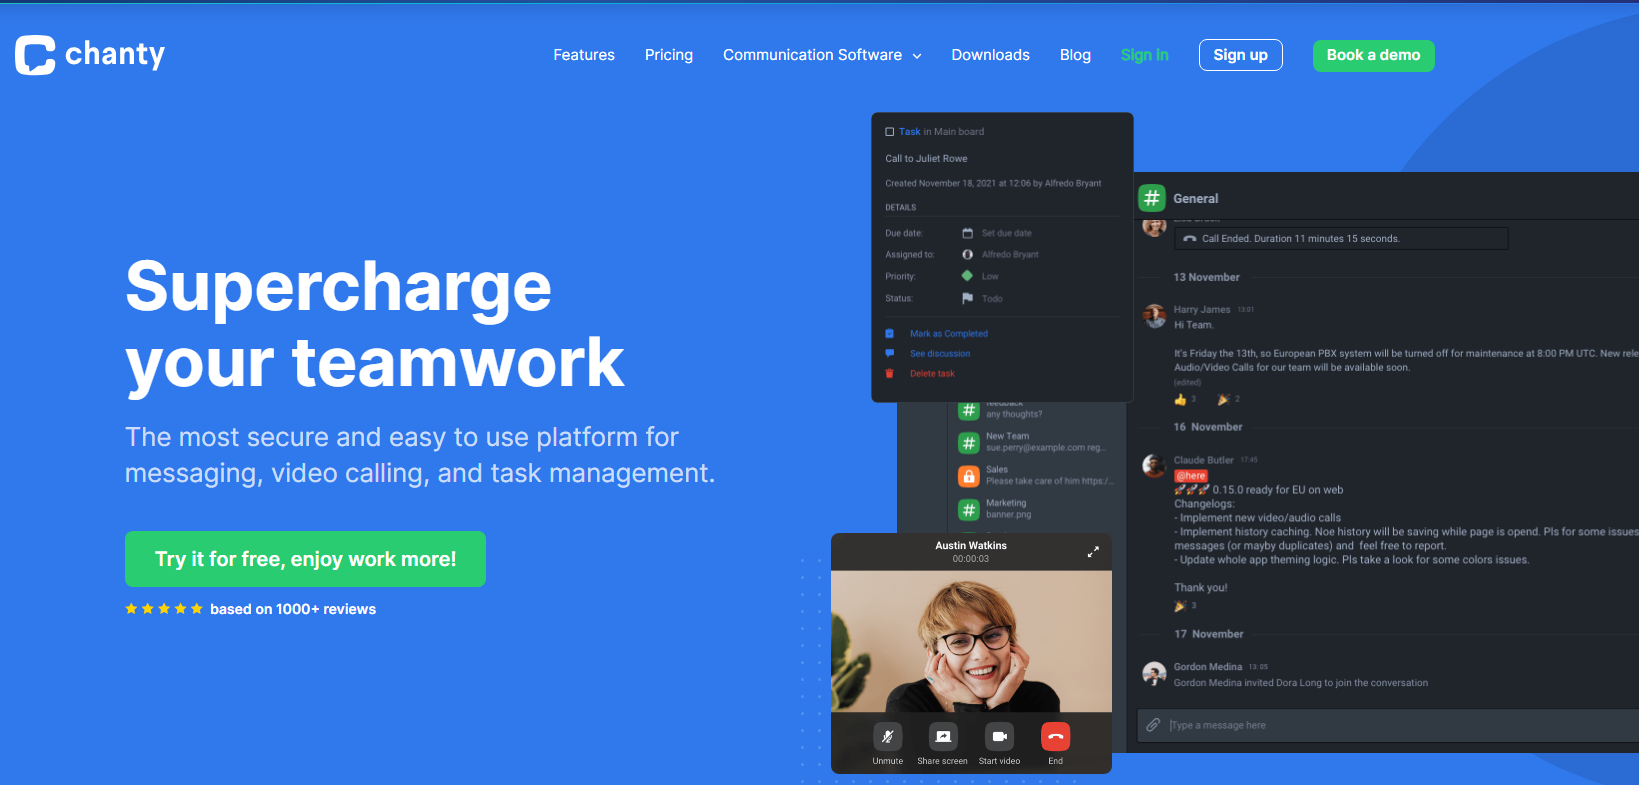 chanty
Features
Pricing
Communication Software
Downloads
Blog
Sign in
Sign up
Book a demo
Supercharge
your teamwork
The most secure and easy to use platform for
messaging, video calling, and task management.
Try it for free, enjoy work more!
based on 1000+ reviews
Task in Main board
Call to Juliet Rowe
Created November 18, 2021 at 12:06 by Alfredo Bryant
DETAILS
Due date: Set due date
Assigned to: Alfredo Bryant
Priority: Low
Status: Todo
Mark as Completed
See discussion
Delete task
feedback
any thoughts?
New Team
sue.perry@example.com reg...
Sales
Please take care of him https:/...
Marketing
banner.png
Austin Watkins
00:00:03
Unmute
Share screen
Start video
End
General
Call Ended. Duration 11 minutes 15 seconds.
13 November
Harry James 13:01
Hi Team.
It's Friday the 13th, so European PBX system will be turned off for maintenance at 8:00 PM UTC. New rele
Audio/Video Calls for our team will be available soon.
(edited)
👍 3 🎉 2
16 November
Claude Butler 17:45
@here
🚀🚀🚀 0.15.0 ready for EU on web
Changelogs:
- Implement new video/audio calls
- Implement history caching. Noe history will be saving while page is opend. Pls for some issues
messages (or mayby duplicates) and feel free to report.
- Update whole app theming logic. Pls take a look for some colors issues.
Thank you!
🎉 3
17 November
Gordon Medina 13:05
Gordon Medina invited Dora Long to join the conversation
Type a message here